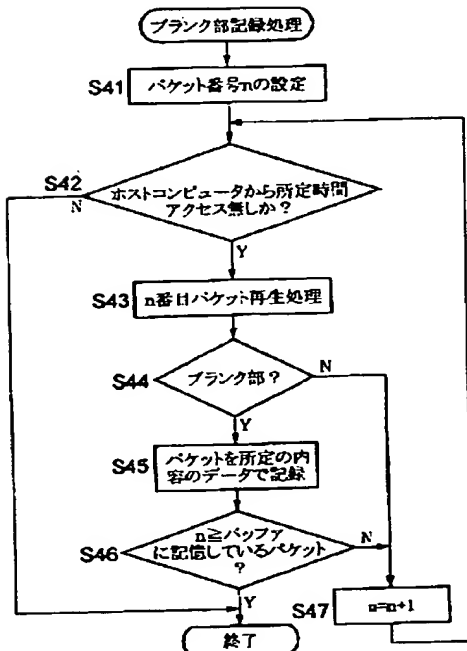 ブランク部記録処理
S41
パケット番号nの設定
S42
N
ホストコンピュータから所定時間
アクセス無しか？
Y
S43
n番目パケット再生処理
S44
ブランク部？
N
Y
S45
パケットを所定の内
容のデータで記録
S46
n≧バッファ
に記憶しているパケット
？
N
Y
S47
n=n+1
終了